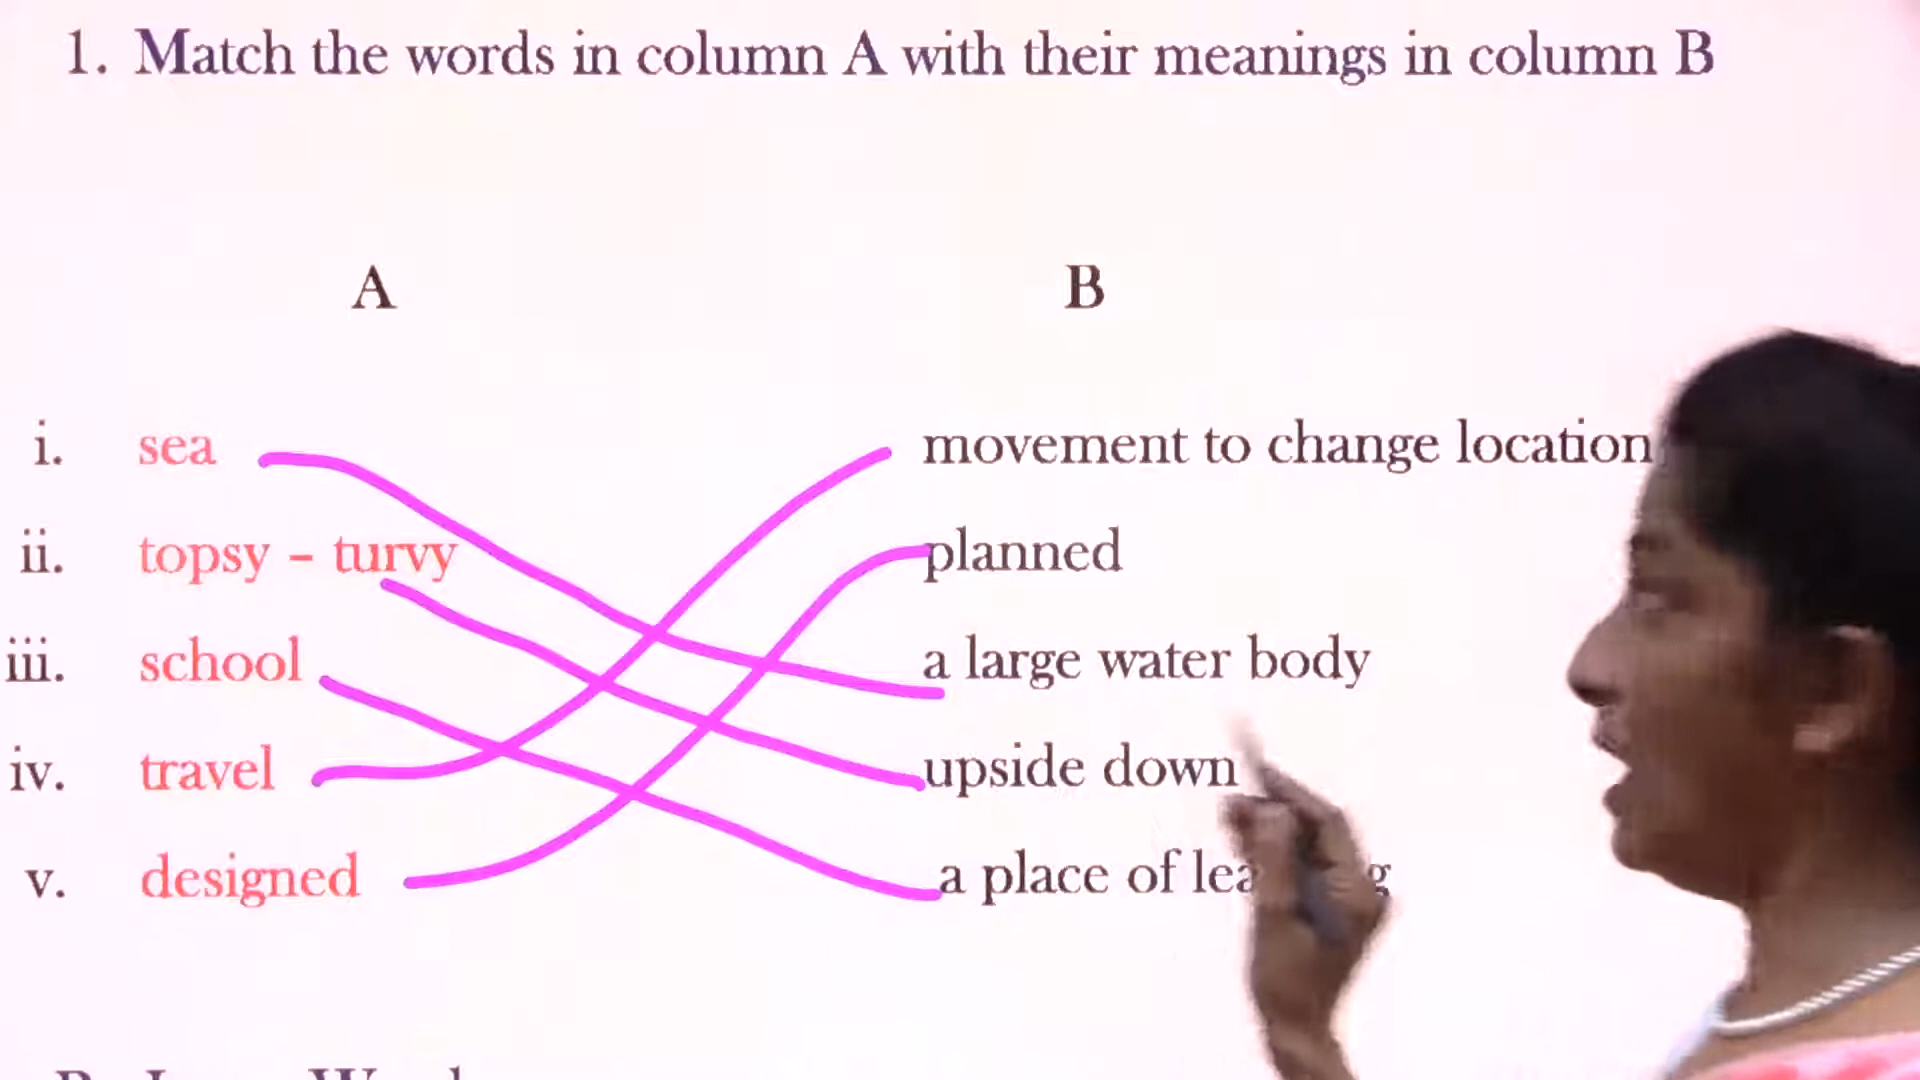 1. Match the words in column A with their meanings in column B
A B
i. sea movement to change location
ii. topsy – turvy planned
iii. school a large water body
iv. travel upside down
v. designed a place of